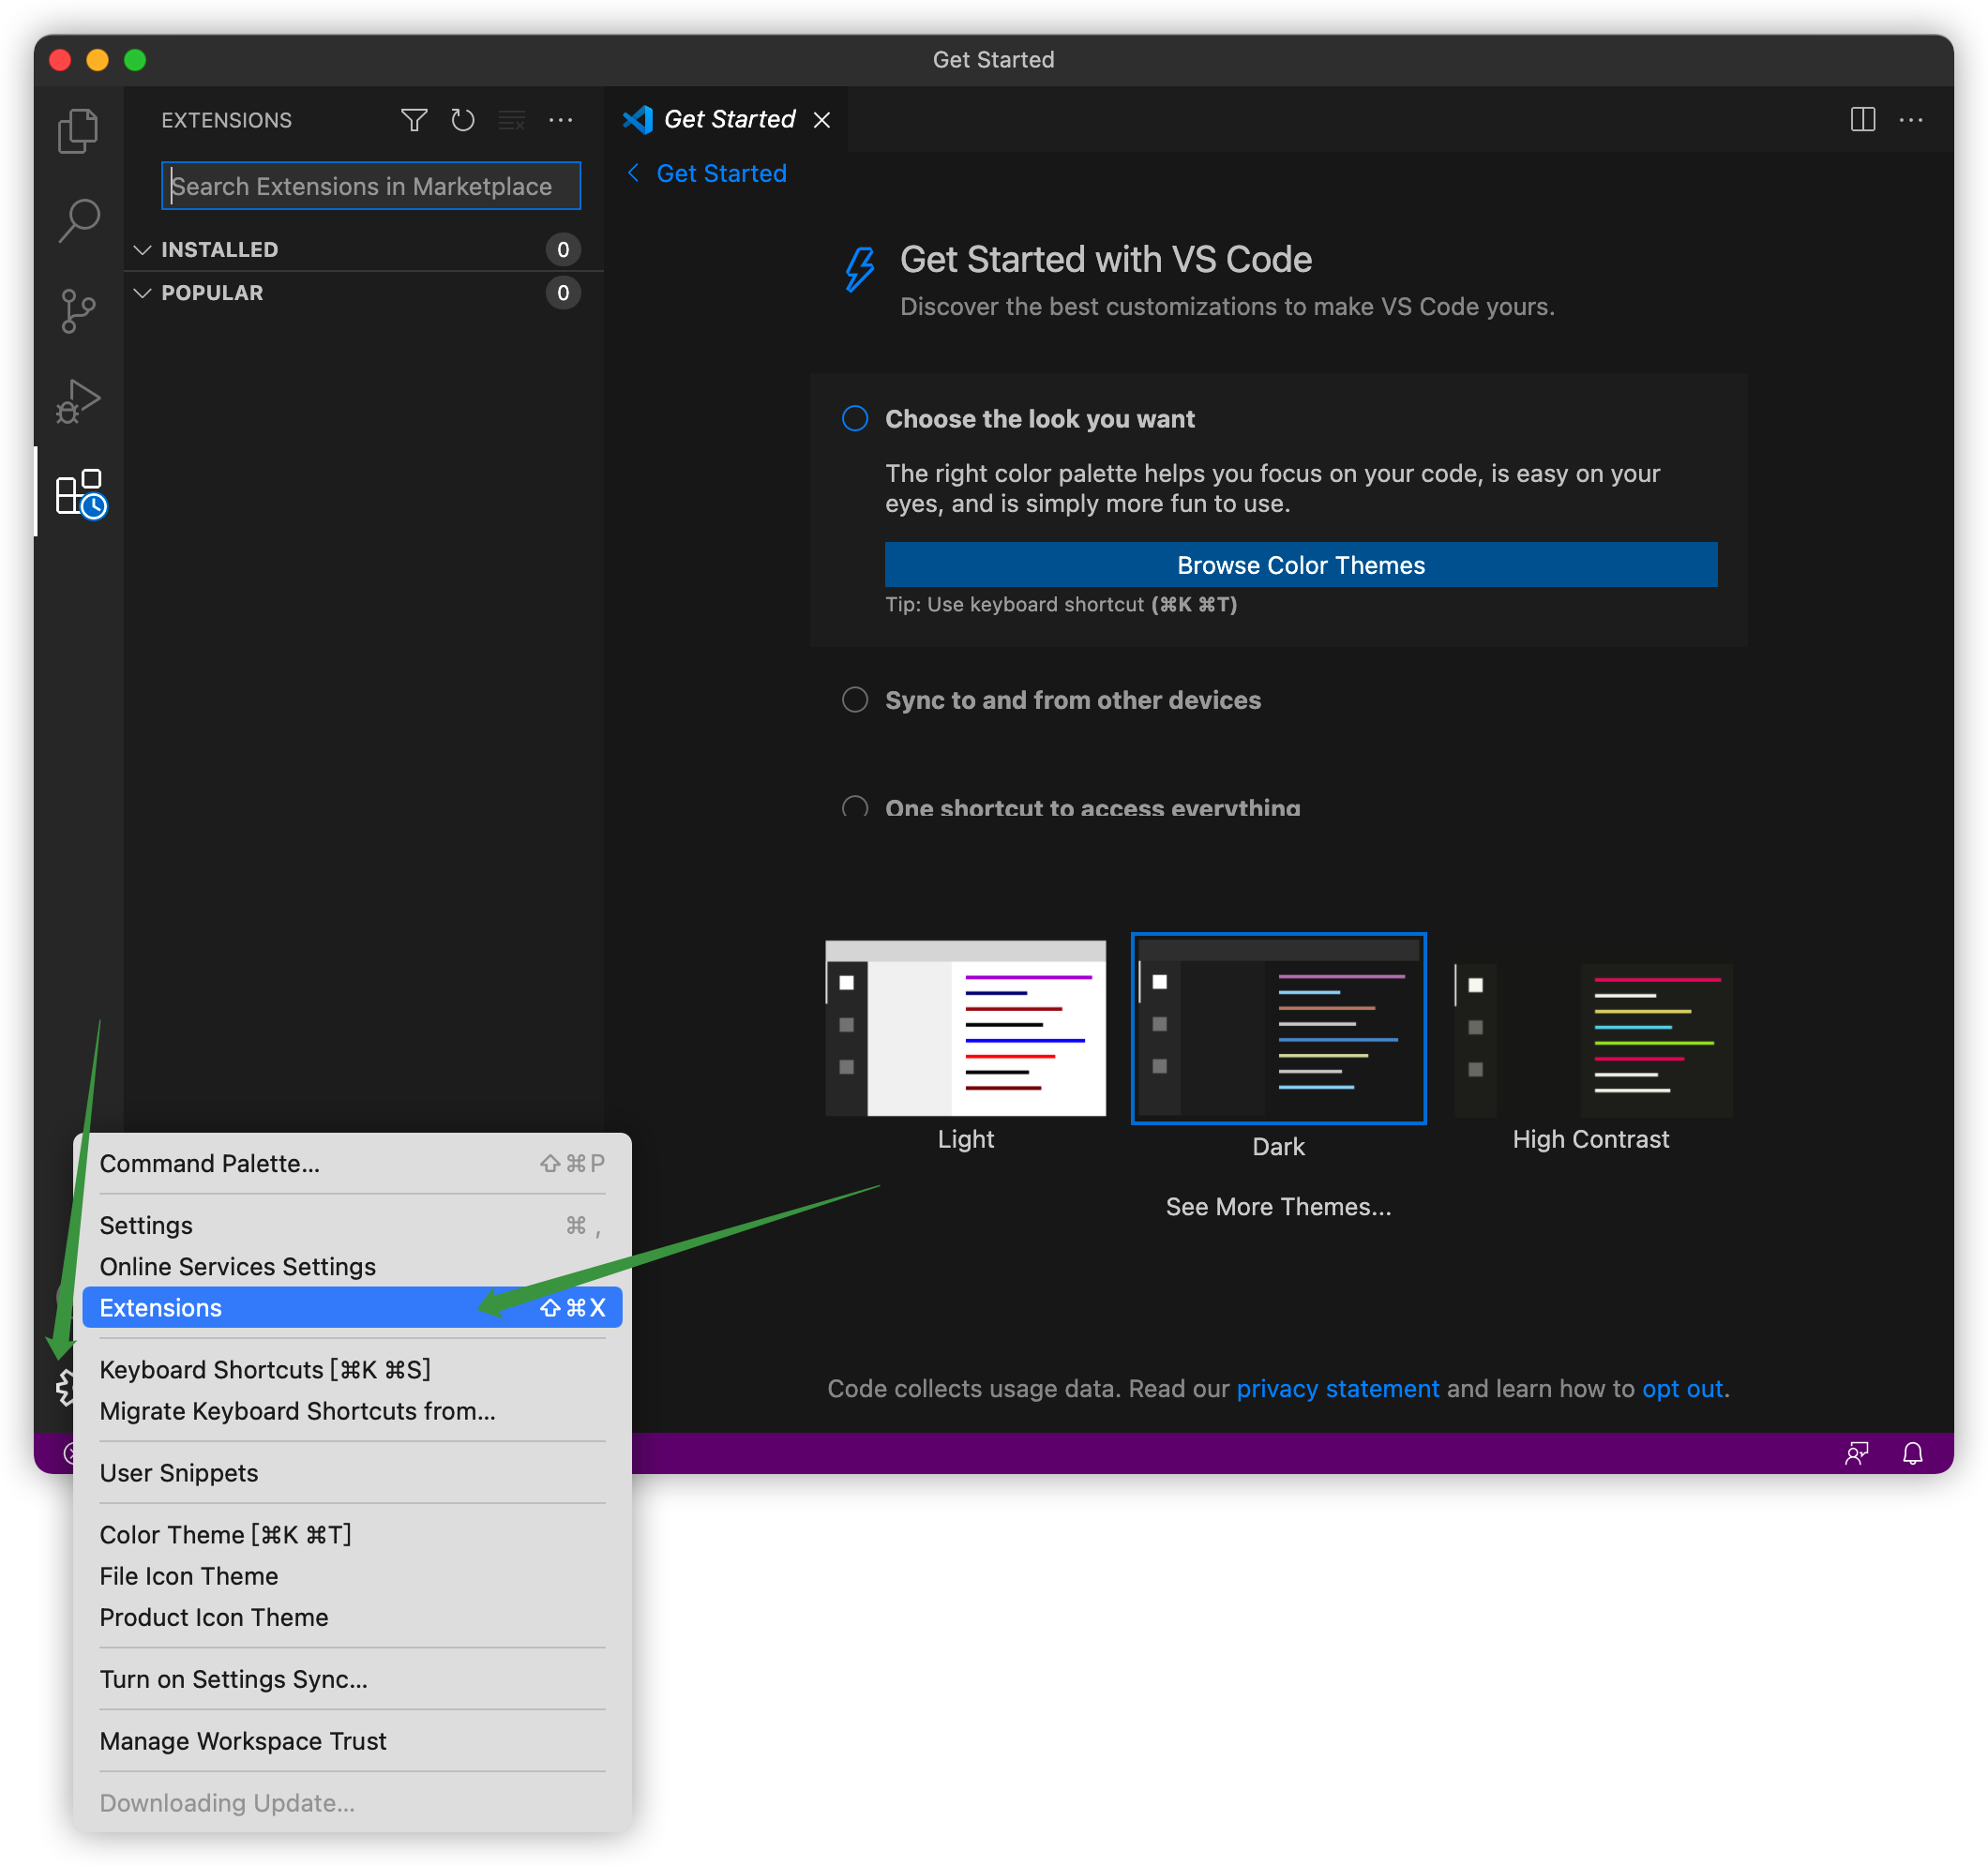 Get Started
EXTENSIONS
Search Extensions in Marketplace
INSTALLED
0
POPULAR
0
Get Started
Get Started
Get Started with VS Code
Discover the best customizations to make VS Code yours.
Choose the look you want
The right color palette helps you focus on your code, is easy on your
eyes, and is simply more fun to use.
Browse Color Themes
Tip: Use keyboard shortcut (⌘K ⌘T)
Sync to and from other devices
One shortcut to access everything
Light
Dark
High Contrast
See More Themes...
Code collects usage data. Read our privacy statement and learn how to opt out.
Command Palette... ⇧⌘P
Settings ⌘ ,
Online Services Settings
Extensions ⇧⌘X
Keyboard Shortcuts [⌘K ⌘S]
Migrate Keyboard Shortcuts from...
User Snippets
Color Theme [⌘K ⌘T]
File Icon Theme
Product Icon Theme
Turn on Settings Sync...
Manage Workspace Trust
Downloading Update...